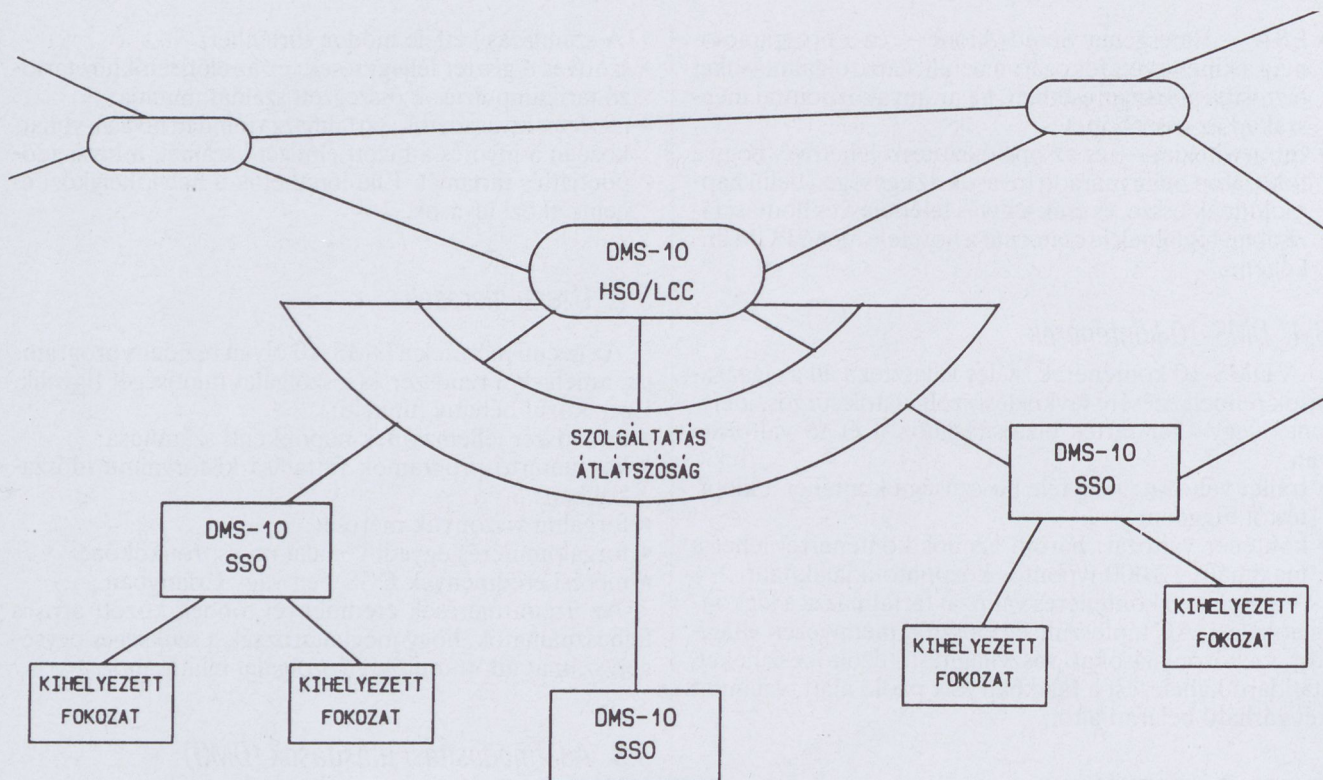 DMS-10
HSO/LCC
SZOLGÁLTATÁS
ÁTLÁTSZÓSÁG
DMS-10
SSO
DMS-10
SSO
KIHELYEZETT
FOKOZAT
KIHELYEZETT
FOKOZAT
KIHELYEZETT
FOKOZAT
KIHELYEZETT
FOKOZAT
DMS-10
SSO